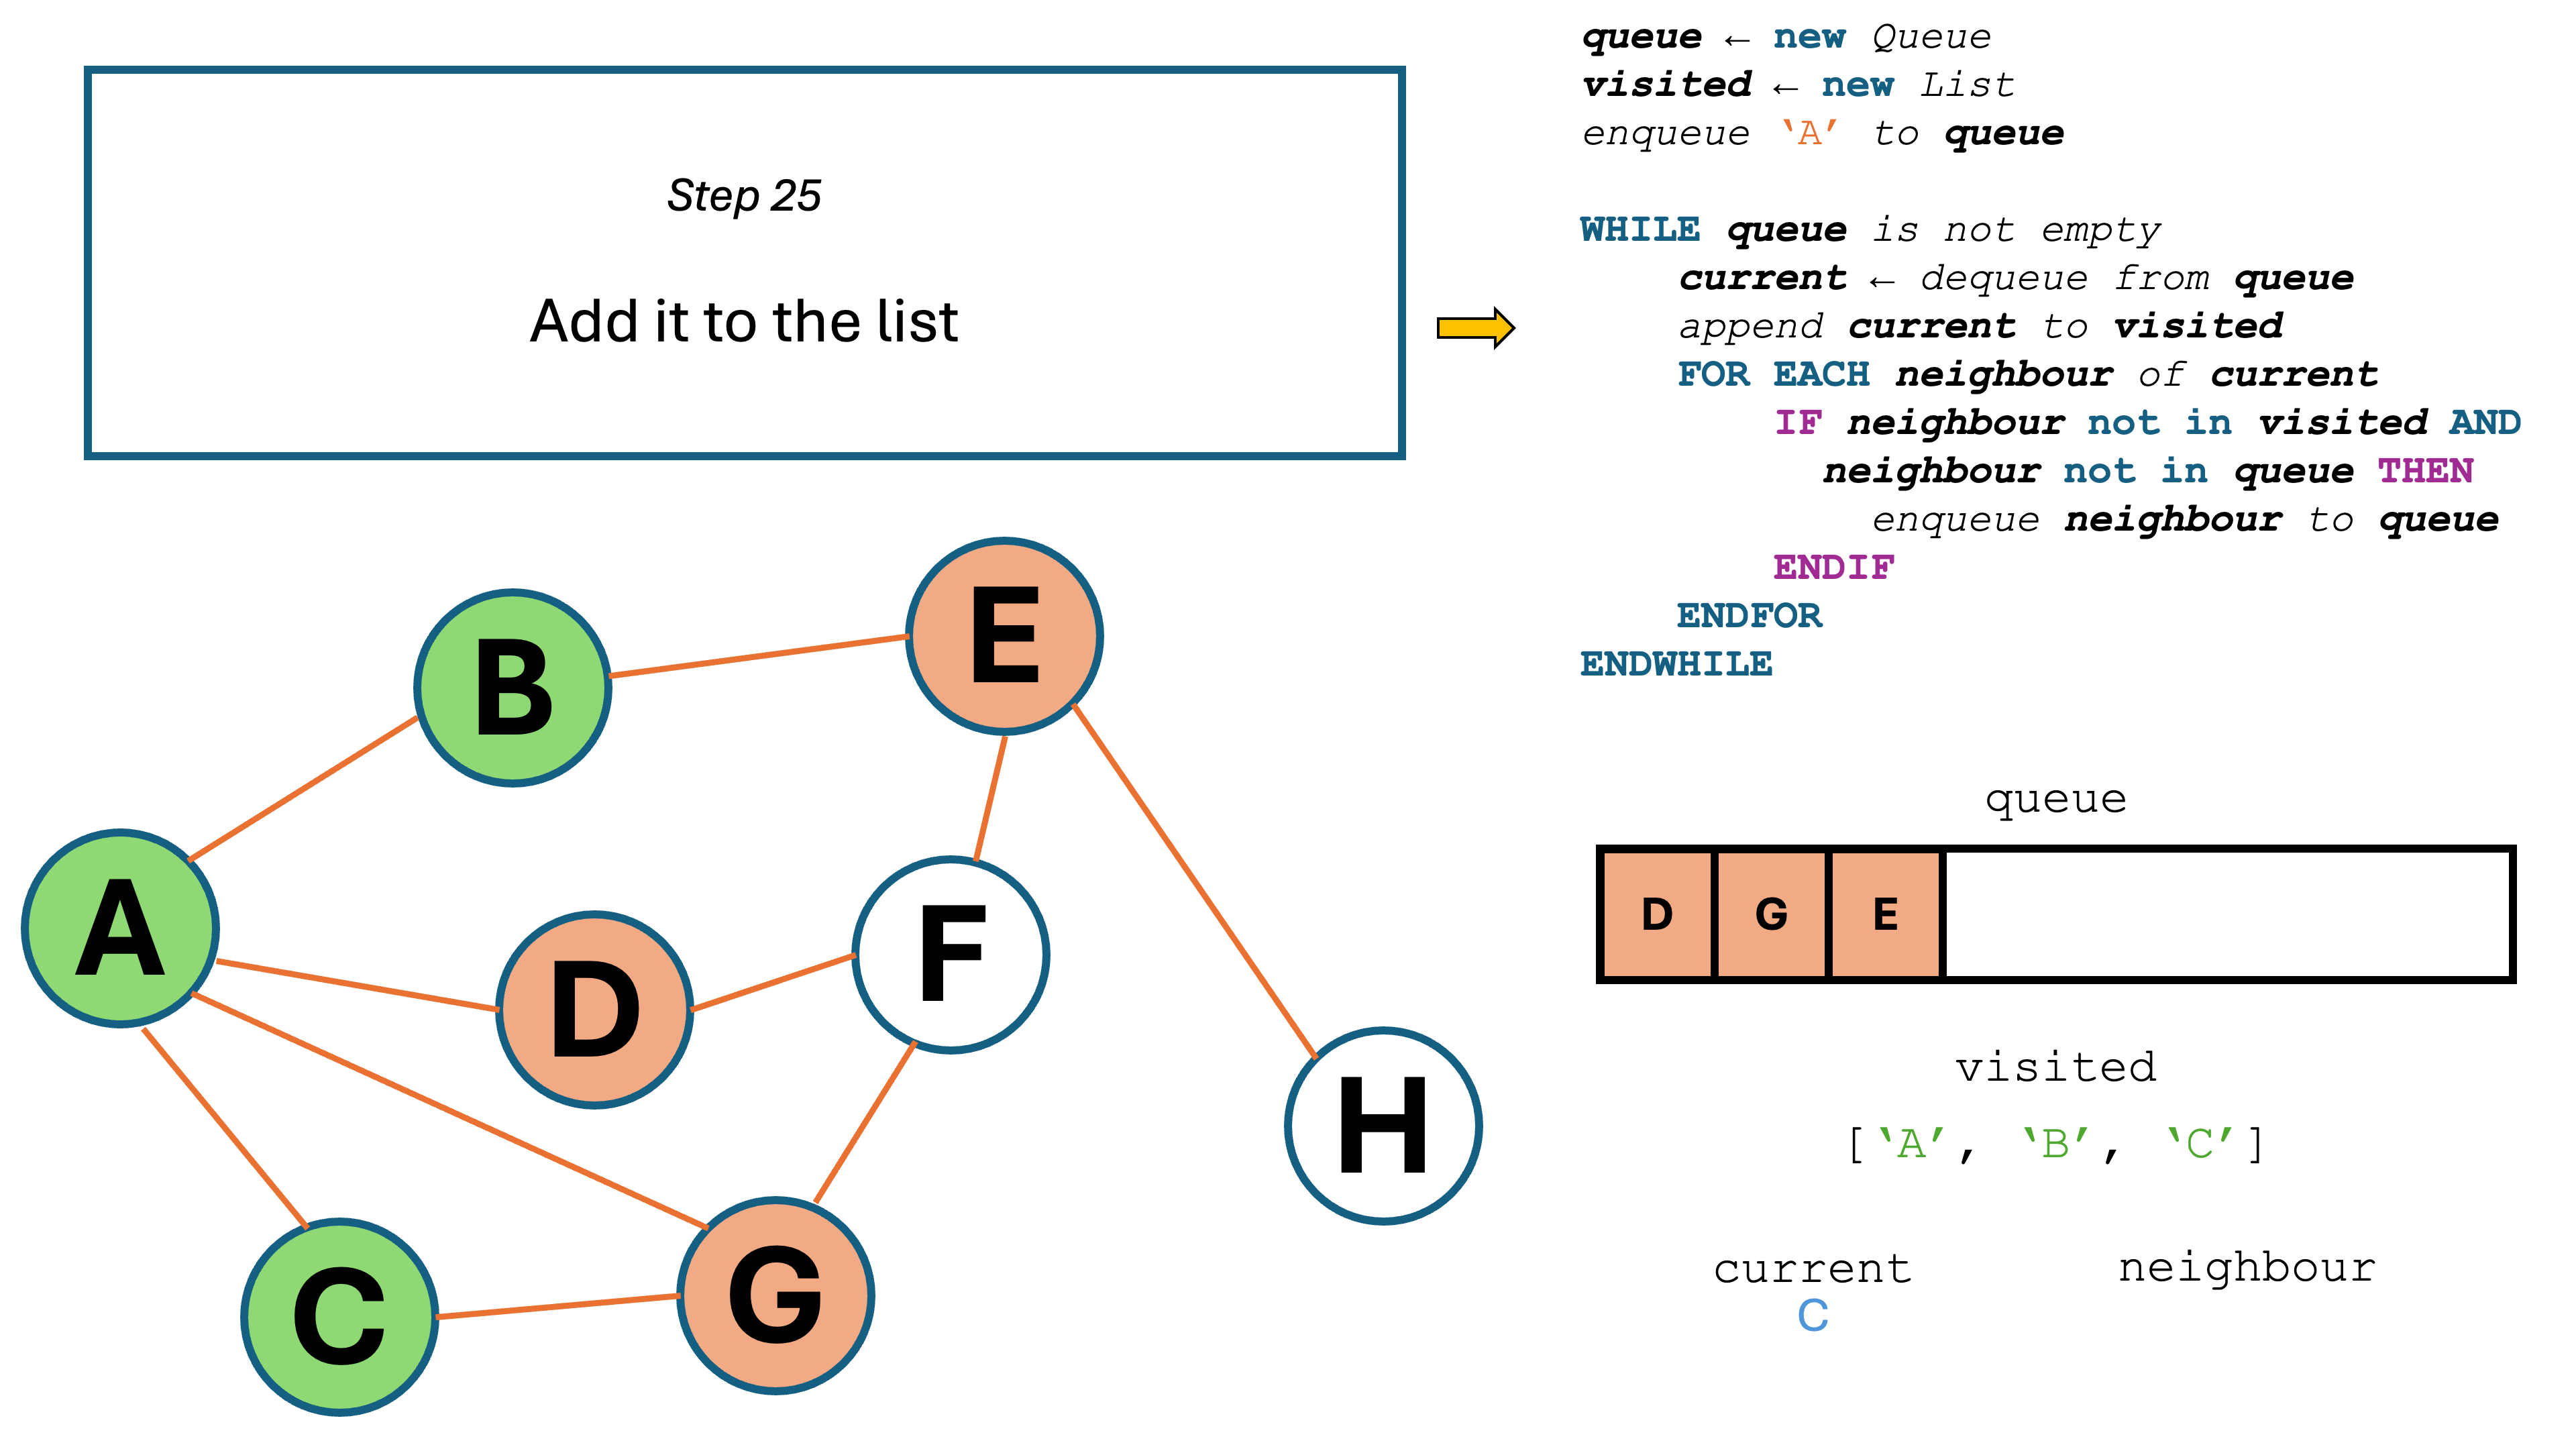 Step 25
Add it to the list
queue ← new Queue
visited ← new List
enqueue ‘A’ to queue
WHILE queue is not empty
current ← dequeue from queue
append current to visited
FOR EACH neighbour of current
IF neighbour not in visited AND
neighbour not in queue THEN
enqueue neighbour to queue
ENDIF
ENDFOR
ENDWHILE
B
E
A
D
F
C
G
H
queue
D G E
visited
[‘A’, ‘B’, ‘C’]
current neighbour
C